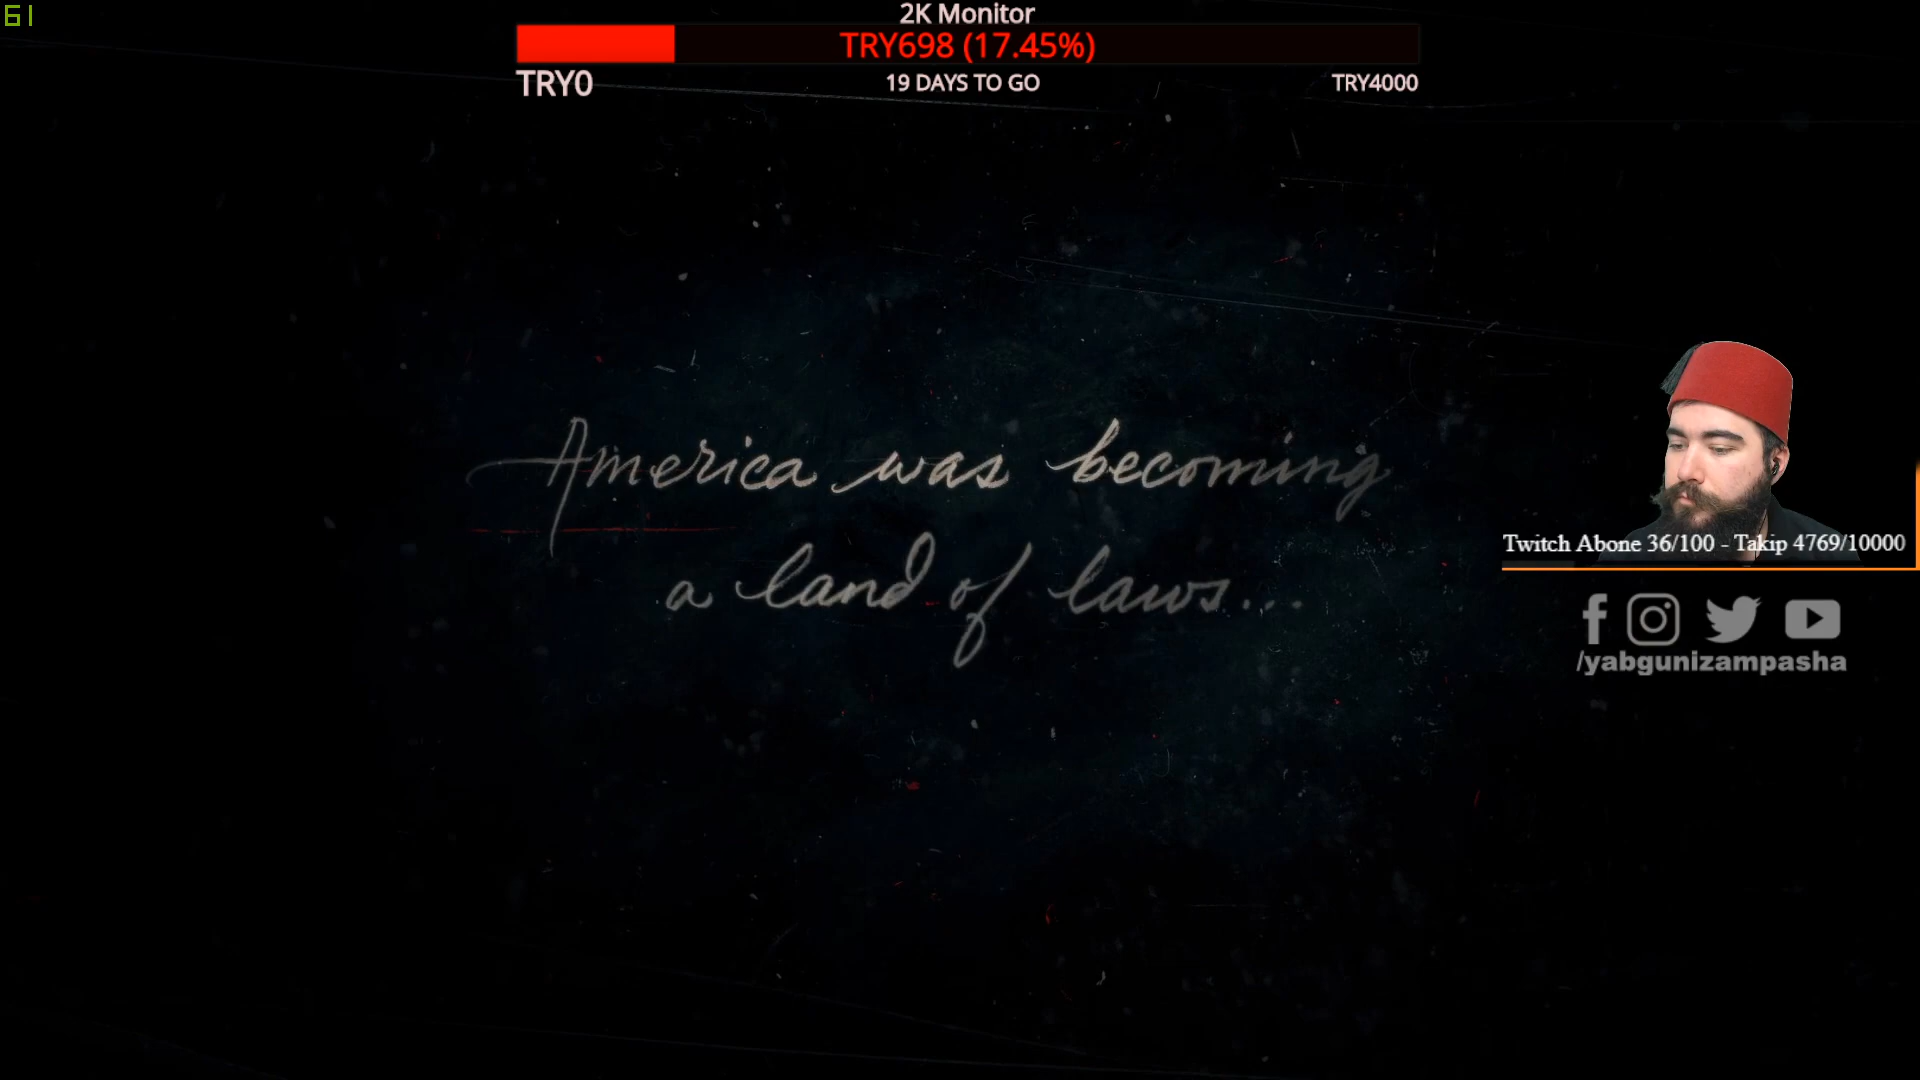 61
2K Monitor
TRY698 (17.45%)
TRY0
19 DAYS TO GO
TRY4000
America was becoming
a land of laws...
Twitch Abone 36/100 - Takip 4769/10000
/yabgunizampasha